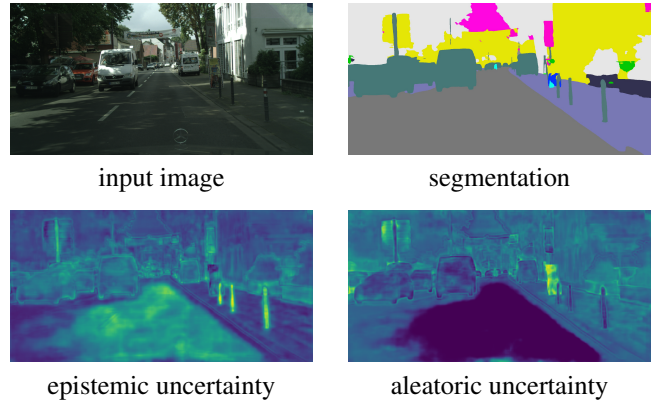 input image
segmentation
epistemic uncertainty
aleatoric uncertainty